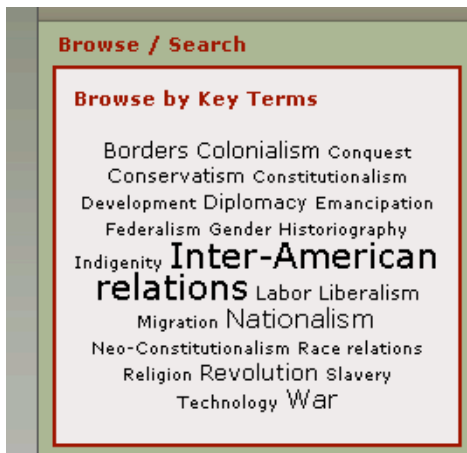 Browse / Search
Browse by Key Terms
Borders Colonialism Conquest
Conservatism Constitutionalism
Development Diplomacy Emancipation
Federalism Gender Historiography
Indigenity Inter-American
relations Labor Liberalism
Migration Nationalism
Neo-Constitutionalism Race relations
Religion Revolution Slavery
Technology War